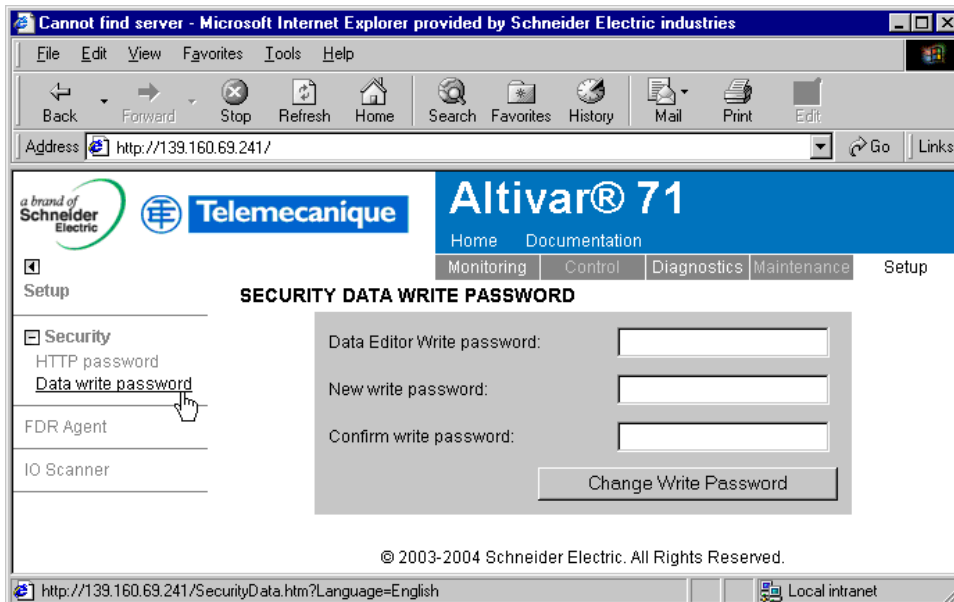 Cannot find server - Microsoft Internet Explorer provided by Schneider Electric industries
File Edit View Favorites Tools Help
Back Forward Stop Refresh Home Search Favorites History Mail Print Edit
Address http://139.160.69.241/ Go Links
a brand of
Schneider
Electric
Telemecanique
Altivar® 71
Home Documentation
Monitoring Control Diagnostics Maintenance Setup
Setup
SECURITY DATA WRITE PASSWORD
Security
HTTP password
Data write password
FDR Agent
IO Scanner
Data Editor Write password:
New write password:
Confirm write password:
Change Write Password
© 2003-2004 Schneider Electric. All Rights Reserved.
http://139.160.69.241/SecurityData.htm?Language=English Local intranet